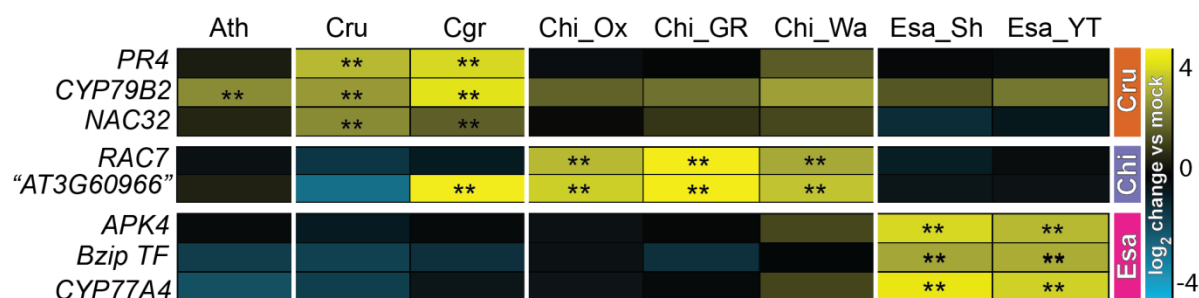 Ath Cru Cgr Chi_Ox Chi_GR Chi_Wa Esa_Sh Esa_YT
PR4 ** **
CYP79B2 ** ** **
NAC32 ** **
RAC7 ** ** **
“AT3G60966” ** ** ** **
APK4 ** **
Bzip TF ** **
CYP77A4 ** **
Cru
Chi
Esa
log2 change vs mock
4
0
-4